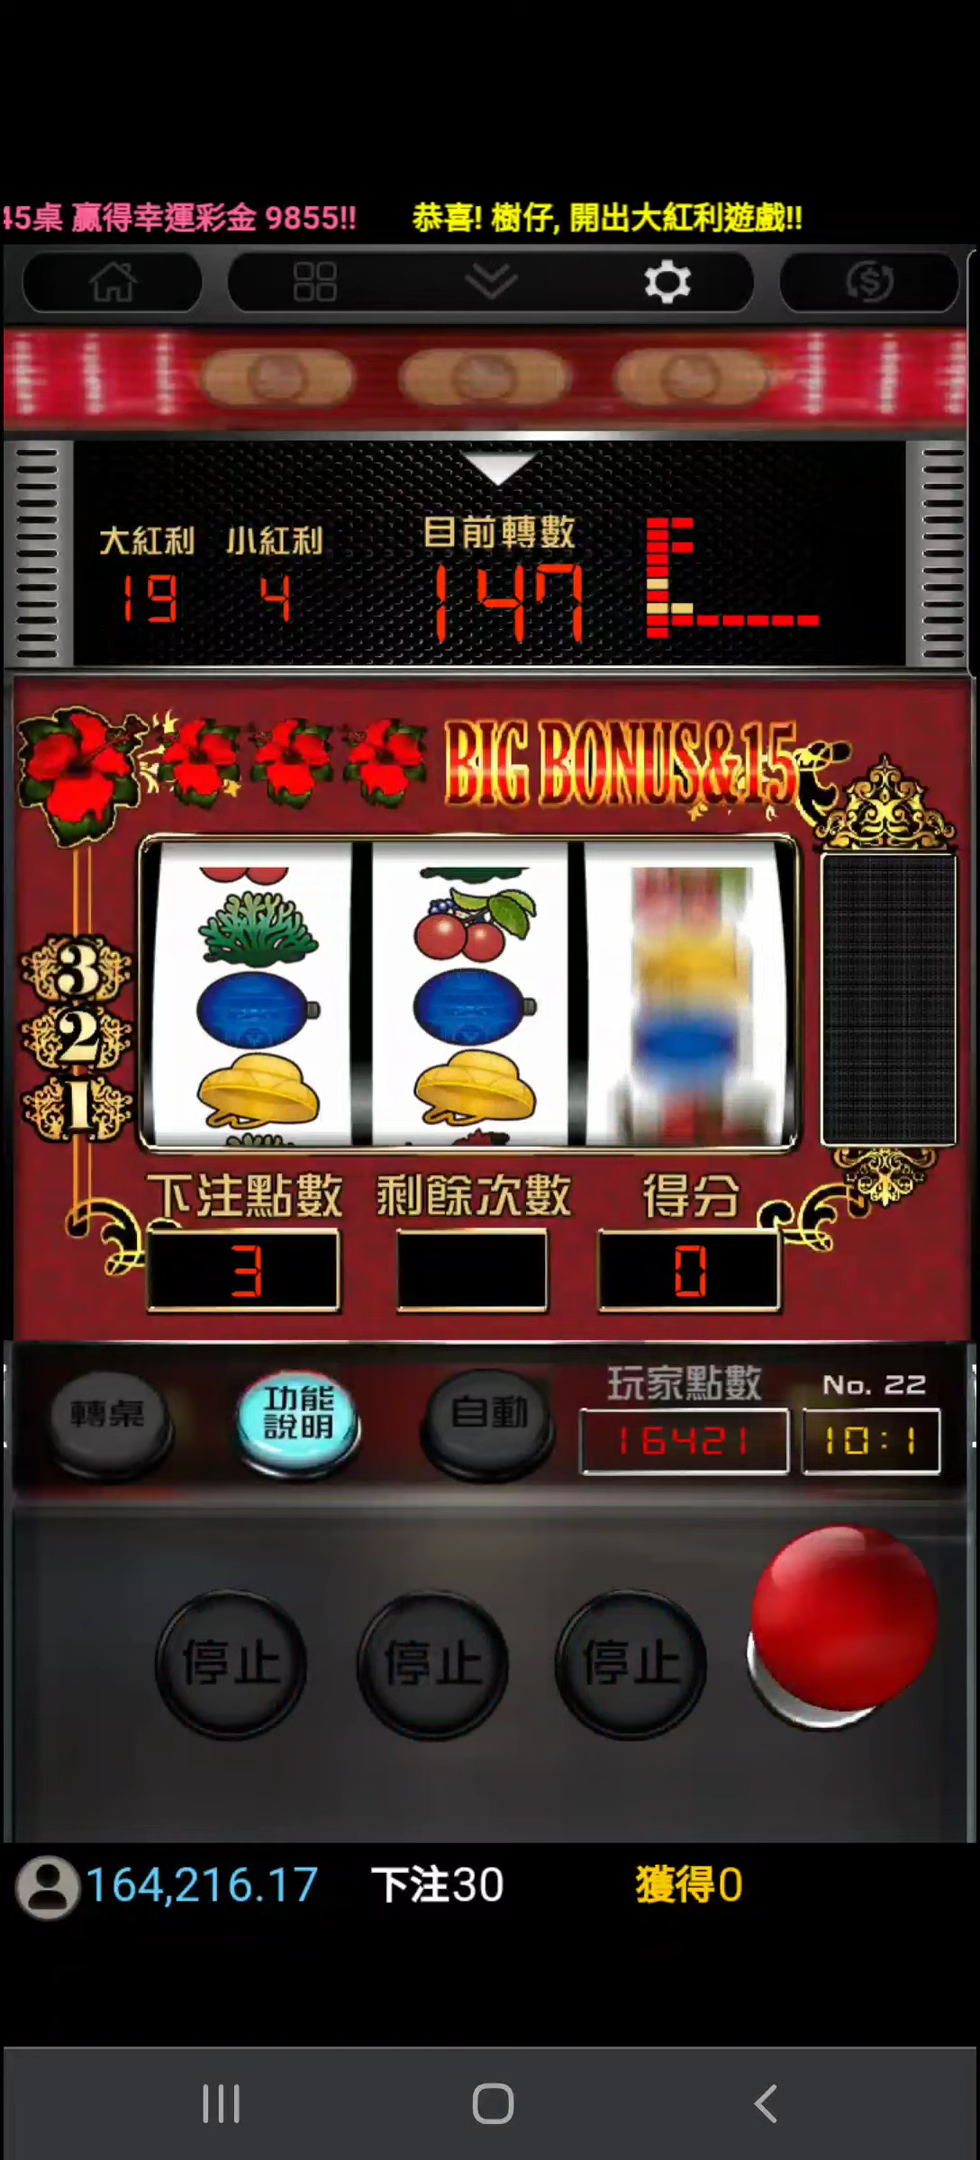 45桌 贏得幸運彩金 9855!! 恭喜! 樹仔, 開出大紅利遊戲!!
大紅利 小紅利 目前轉數
19 4 147
BIG BONUS&15
3
2
1
下注點數 剩餘次數 得分
3 0
轉桌 功能說明 自動 玩家點數 No. 22
16421 10:1
停止 停止 停止
164,216.17 下注30 獲得0